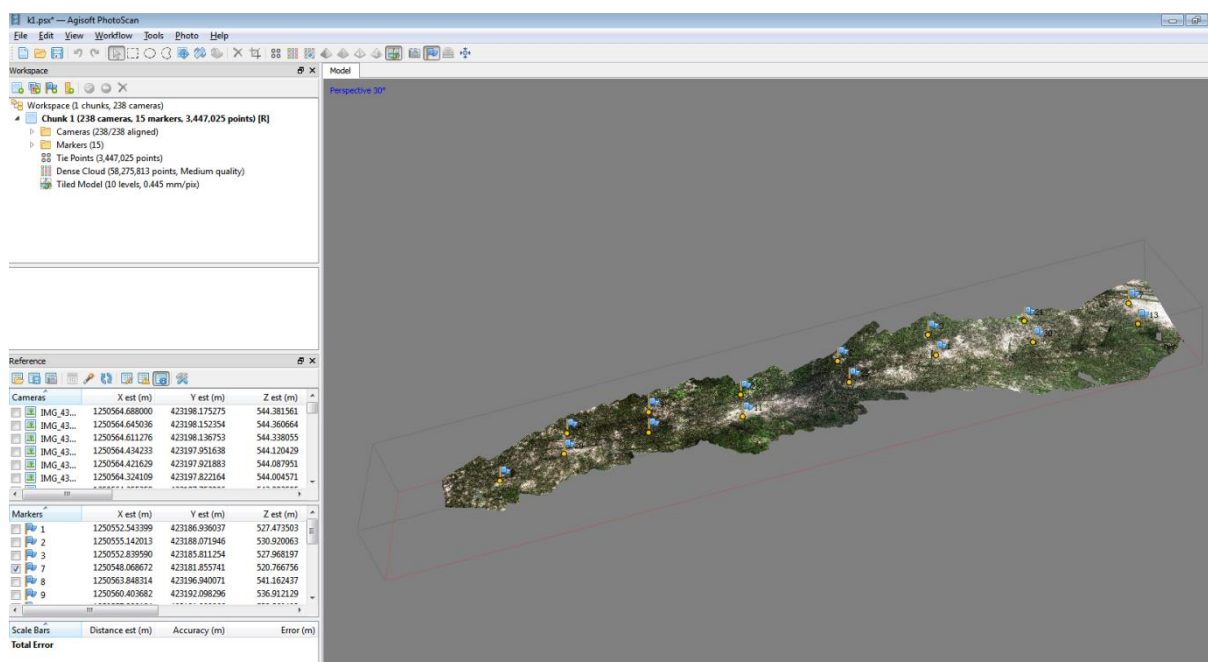 k1.psx* — Agisoft PhotoScan
File Edit View Workflow Tools Photo Help
Workspace
Model
Perspective 30°
Workspace (1 chunks, 238 cameras)
Chunk 1 (238 cameras, 15 markers, 3,447,025 points) [R]
Cameras (238/238 aligned)
Markers (15)
Tie Points (3,447,025 points)
Dense Cloud (58,275,813 points, Medium quality)
Tiled Model (10 levels, 0.445 mm/pix)
Reference
Cameras X est (m) Y est (m) Z est (m)
IMG_43... 1250564.688000 423198.175275 544.381561
IMG_43... 1250564.645036 423198.152354 544.360664
IMG_43... 1250564.611276 423198.136753 544.338055
IMG_43... 1250564.434233 423197.951638 544.120429
IMG_43... 1250564.421629 423197.921883 544.087951
IMG_43... 1250564.324109 423197.822164 544.004571
Markers X est (m) Y est (m) Z est (m)
1 1250552.543399 423186.936037 527.473503
2 1250555.142013 423188.071946 530.920063
3 1250552.839590 423185.811254 527.968197
7 1250548.068672 423181.855741 520.766756
8 1250563.848314 423196.940071 541.162437
9 1250560.403682 423192.098296 536.912129
Scale Bars Distance est (m) Accuracy (m) Error (m)
Total Error
13
11